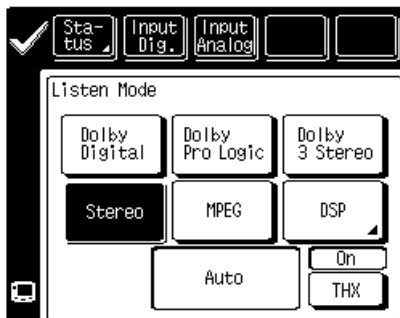 Sta-
tus
Input
Dig.
Input
Analog
Listen Mode
Dolby
Digital
Dolby
Pro Logic
Dolby
3 Stereo
Stereo
MPEG
DSP
Auto
On
THX